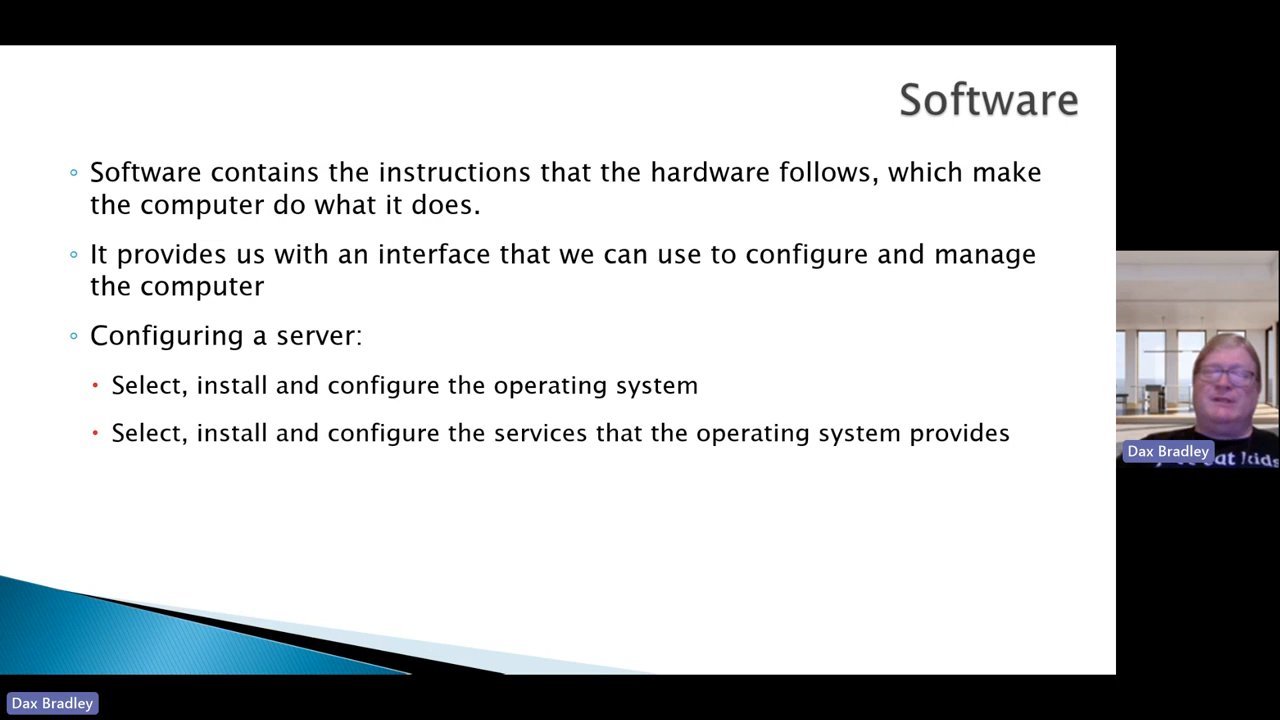 Software
Software contains the instructions that the hardware follows, which make
the computer do what it does.
It provides us with an interface that we can use to configure and manage
the computer
Configuring a server:
Select, install and configure the operating system
Select, install and configure the services that the operating system provides
Dax Bradley
kids
Dax Bradley